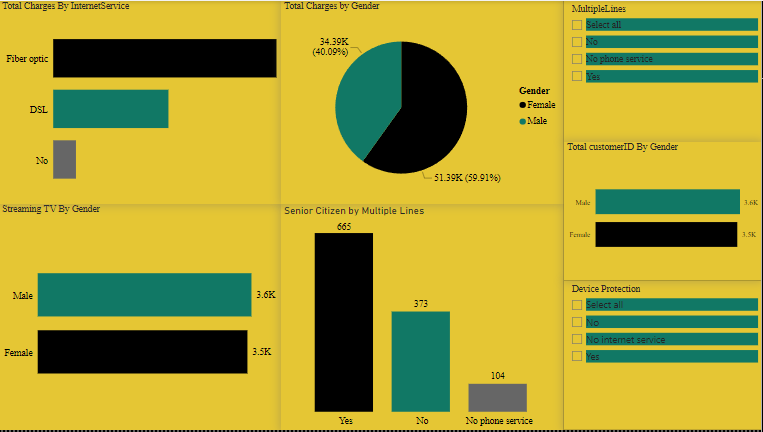 Total Charges By InternetService
Fiber optic
DSL
No
Total Charges by Gender
34.39K
(40.09%)
51.39K (59.91%)
Gender
Female
Male
MultipleLines
Select all
No
No phone service
Yes
Total customerID By Gender
Male
3.6K
Female
3.5K
Streaming TV By Gender
Male
3.6K
Female
3.5K
Senior Citizen by Multiple Lines
665
373
104
Yes
No
No phone service
Device Protection
Select all
No
No internet service
Yes